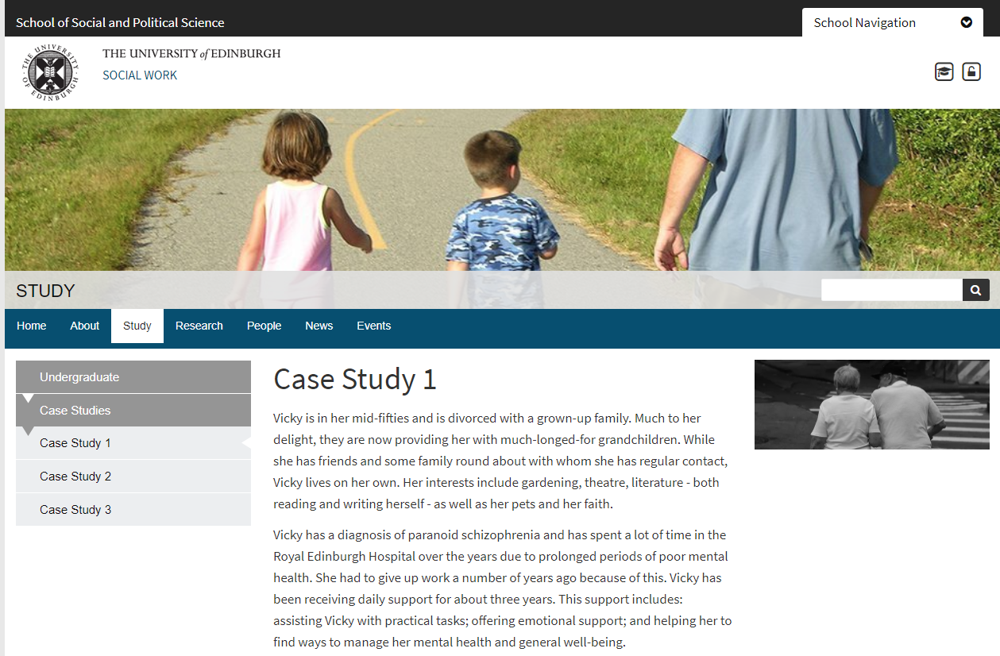 School of Social and Political Science
School Navigation
THE UNIVERSITY OF EDINBURGH
THE UNIVERSITY of EDINBURGH
SOCIAL WORK
STUDY
Home
About
Study
Research
People
News
Events
Undergraduate
Case Studies
Case Study 1
Case Study 2
Case Study 3
Case Study 1
Vicky is in her mid-fifties and is divorced with a grown-up family. Much to her
delight, they are now providing her with much-longed-for grandchildren. While
she has friends and some family round about with whom she has regular contact,
Vicky lives on her own. Her interests include gardening, theatre, literature - both
reading and writing herself - as well as her pets and her faith.
Vicky has a diagnosis of paranoid schizophrenia and has spent a lot of time in the
Royal Edinburgh Hospital over the years due to prolonged periods of poor mental
health. She had to give up work a number of years ago because of this. Vicky has
been receiving daily support for about three years. This support includes:
assisting Vicky with practical tasks; offering emotional support; and helping her to
find ways to manage her mental health and general well-being.